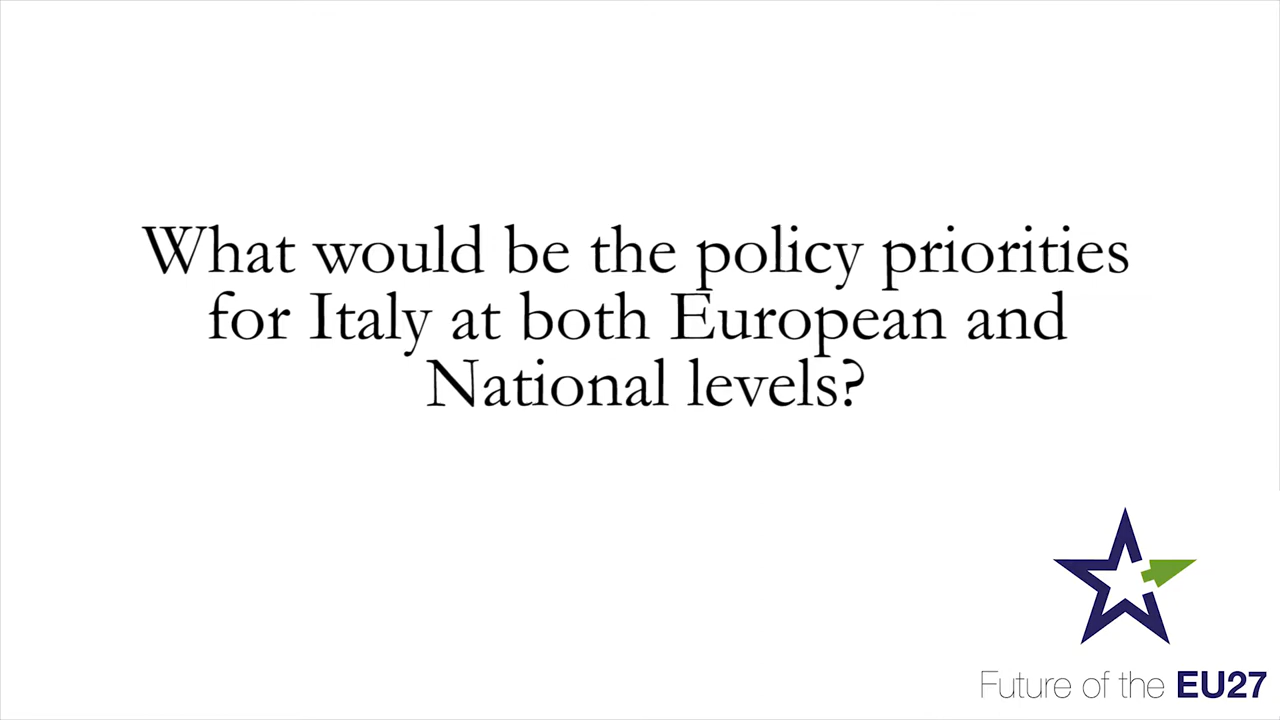 What would be the policy priorities
for Italy at both European and
National levels?
Future of the EU27